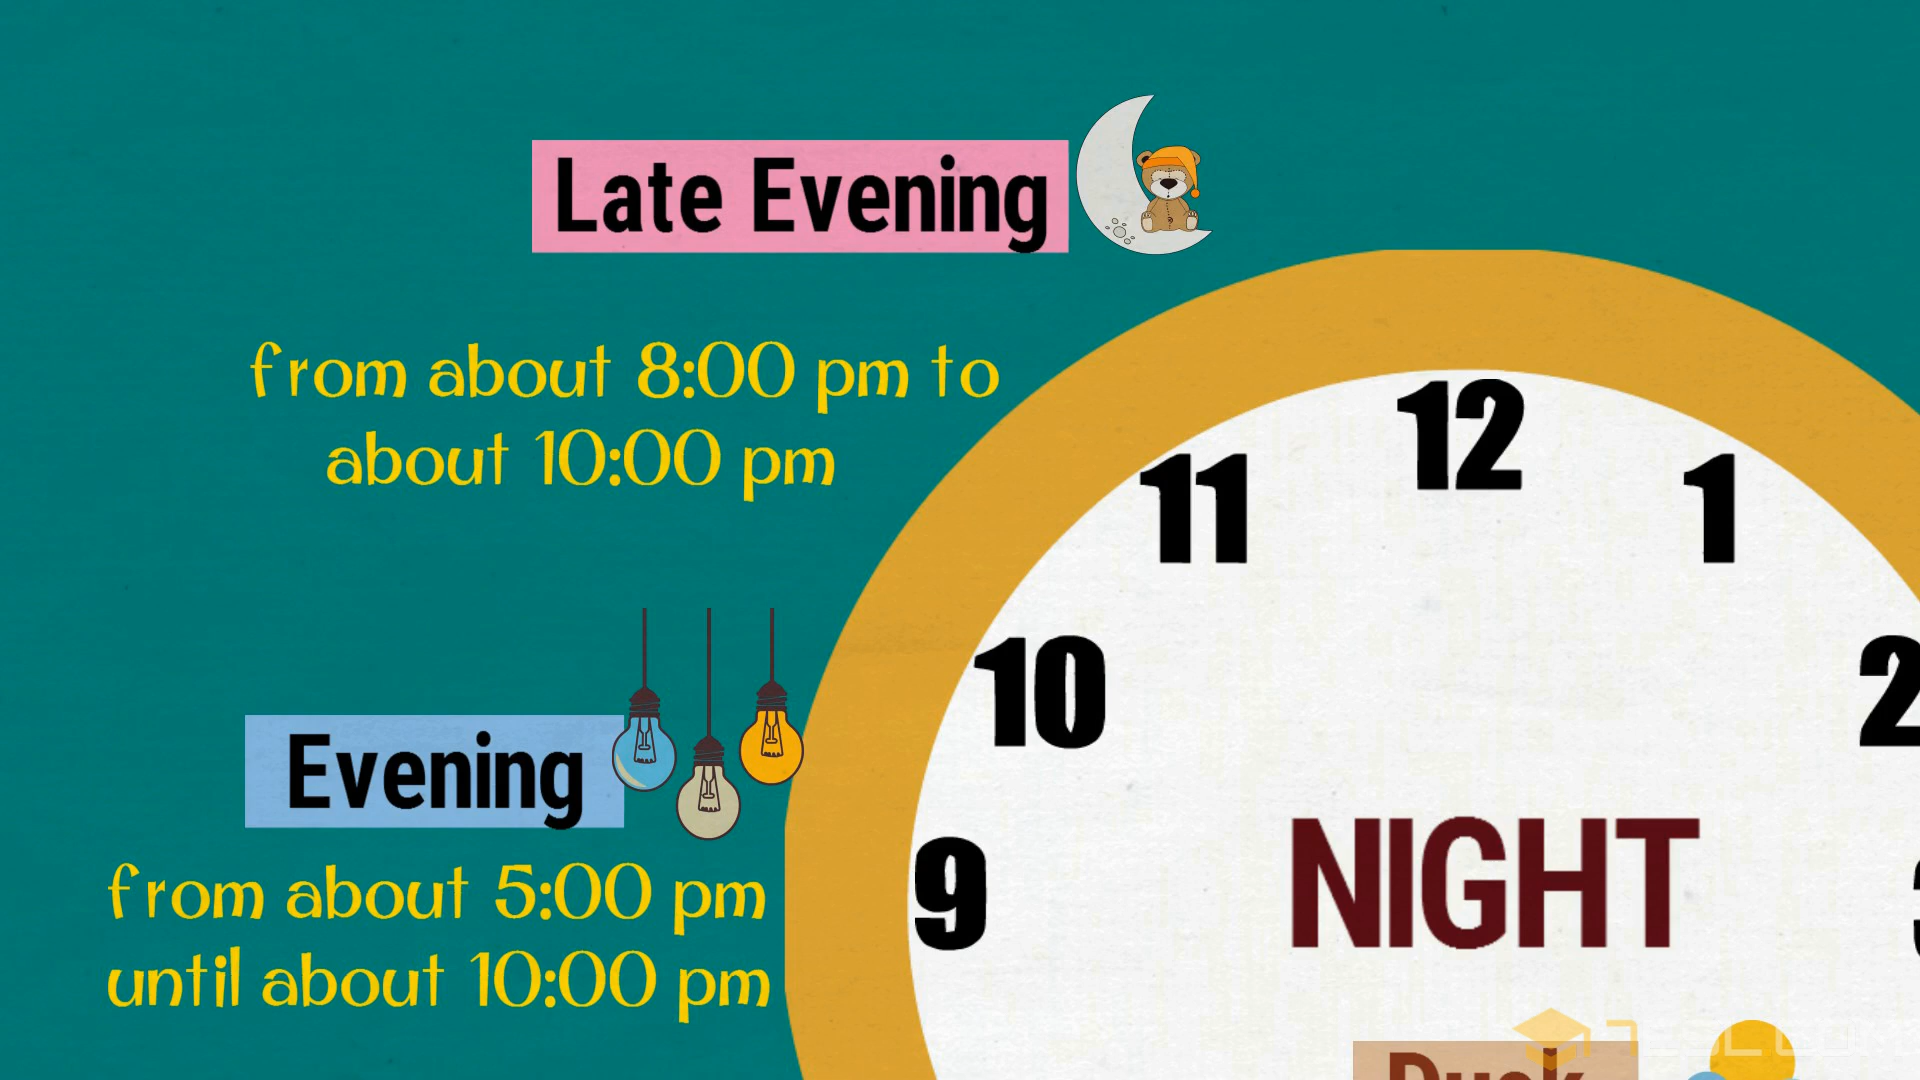 Late Evening
from about 8:00 pm to
about 10:00 pm
Evening
from about 5:00 pm
until about 10:00 pm
12
11
1
10
2
9
NIGHT